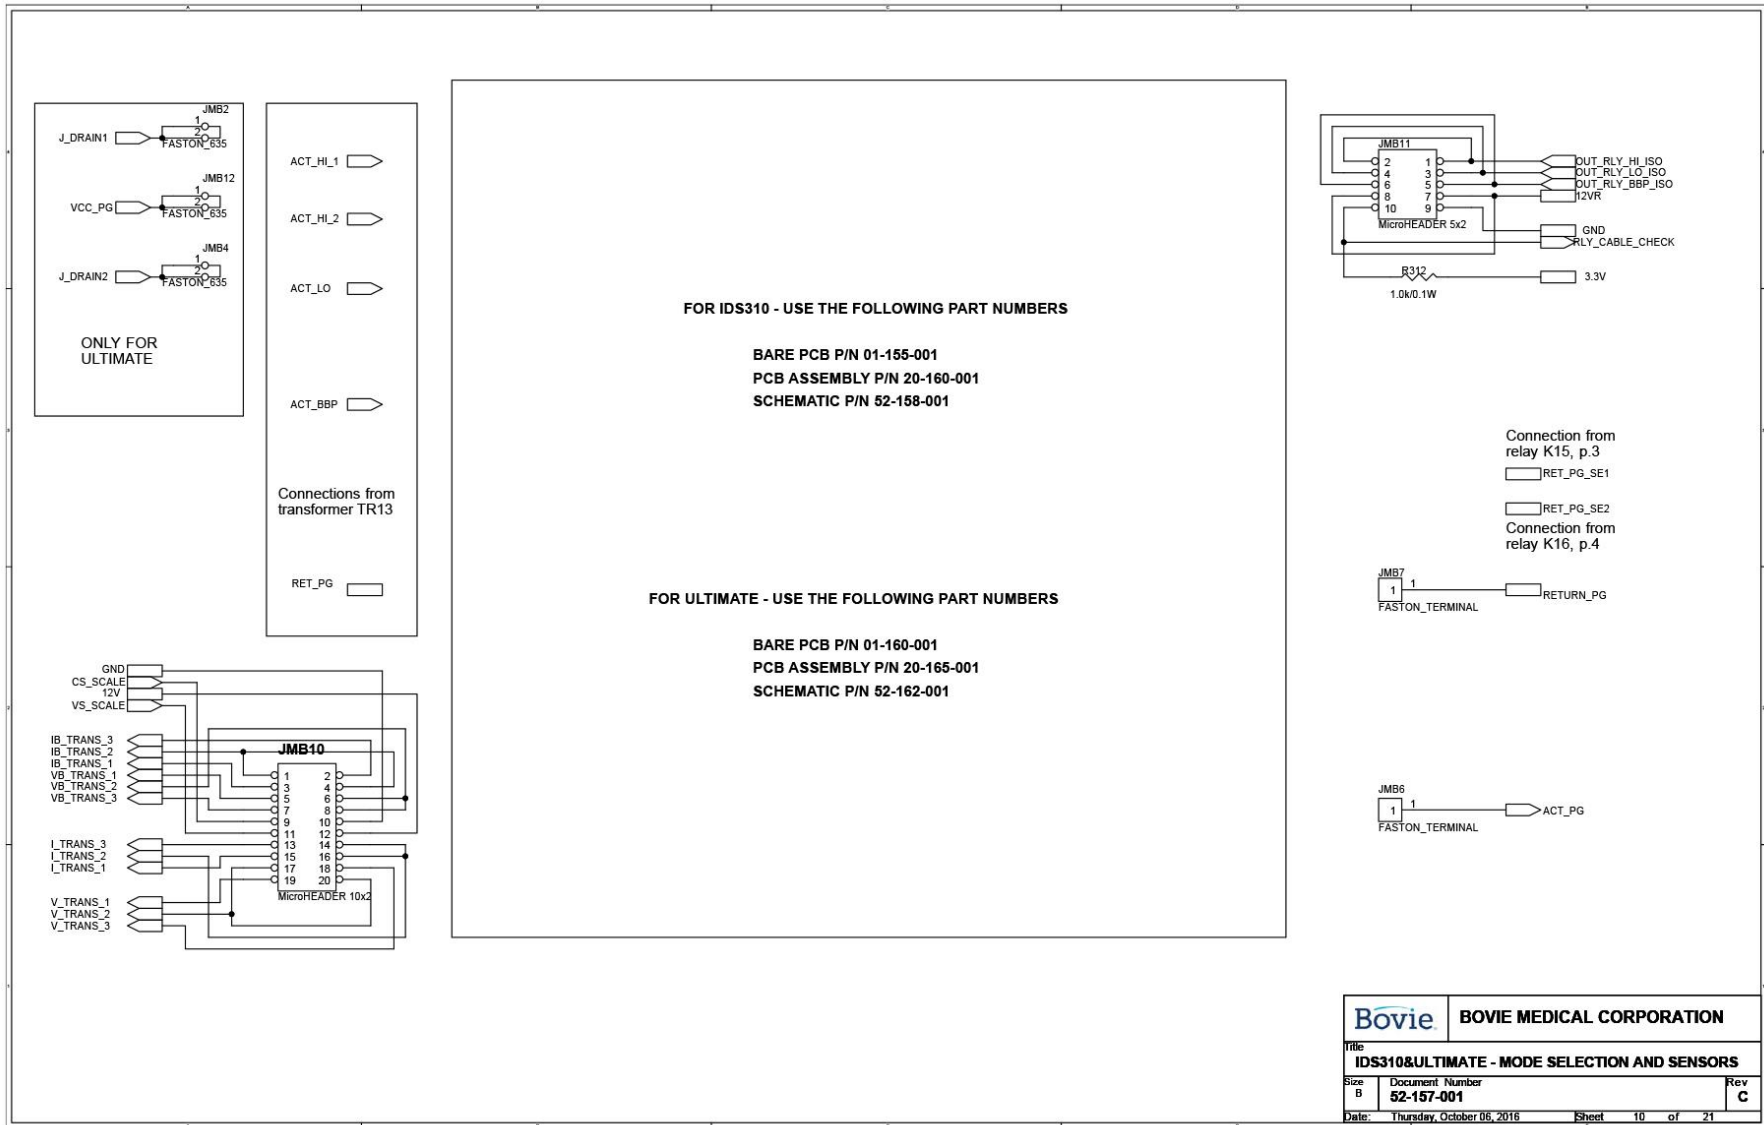 JMB2
1
J_DRAIN1
2
FASTON_635
JMB12
1
VCC_PG
2
FASTON_635
JMB4
1
J_DRAIN2
2
FASTON_635
ONLY FOR
ULTIMATE
ACT_HI_1
ACT_HI_2
ACT_LO
ACT_BBP
Connections from
transformer TR13
RET_PG
FOR IDS310 - USE THE FOLLOWING PART NUMBERS
BARE PCB P/N 01-155-001
PCB ASSEMBLY P/N 20-160-001
SCHEMATIC P/N 52-158-001
FOR ULTIMATE - USE THE FOLLOWING PART NUMBERS
BARE PCB P/N 01-160-001
PCB ASSEMBLY P/N 20-165-001
SCHEMATIC P/N 52-162-001
JMB11
2 1 OUT_RLY_HI_ISO
4 3 OUT_RLY_LO_ISO
6 5 OUT_RLY_BBP_ISO
8 7 12VR
10 9
MicroHEADER 5x2
GND
RLY_CABLE_CHECK
R312
3.3V
1.0k/0.1W
Connection from
relay K15, p.3
RET_PG_SE1
RET_PG_SE2
Connection from
relay K16, p.4
JMB7
1 1
RETURN_PG
FASTON_TERMINAL
JMB6
1 1
ACT_PG
FASTON_TERMINAL
GND
CS_SCALE
12V
VS_SCALE
IB_TRANS_3
IB_TRANS_2
IB_TRANS_1
VB_TRANS_1
VB_TRANS_2
VB_TRANS_3
I_TRANS_3
I_TRANS_2
I_TRANS_1
V_TRANS_1
V_TRANS_2
V_TRANS_3
JMB10
1 2
3 4
5 6
7 8
9 10
11 12
13 14
15 16
17 18
19 20
MicroHEADER 10x2
Bovie
BOVIE MEDICAL CORPORATION
Title
IDS310&ULTIMATE - MODE SELECTION AND SENSORS
Size Document Number Rev
B 52-157-001 C
Date: Thursday, October 06, 2016 Sheet 10 of 21